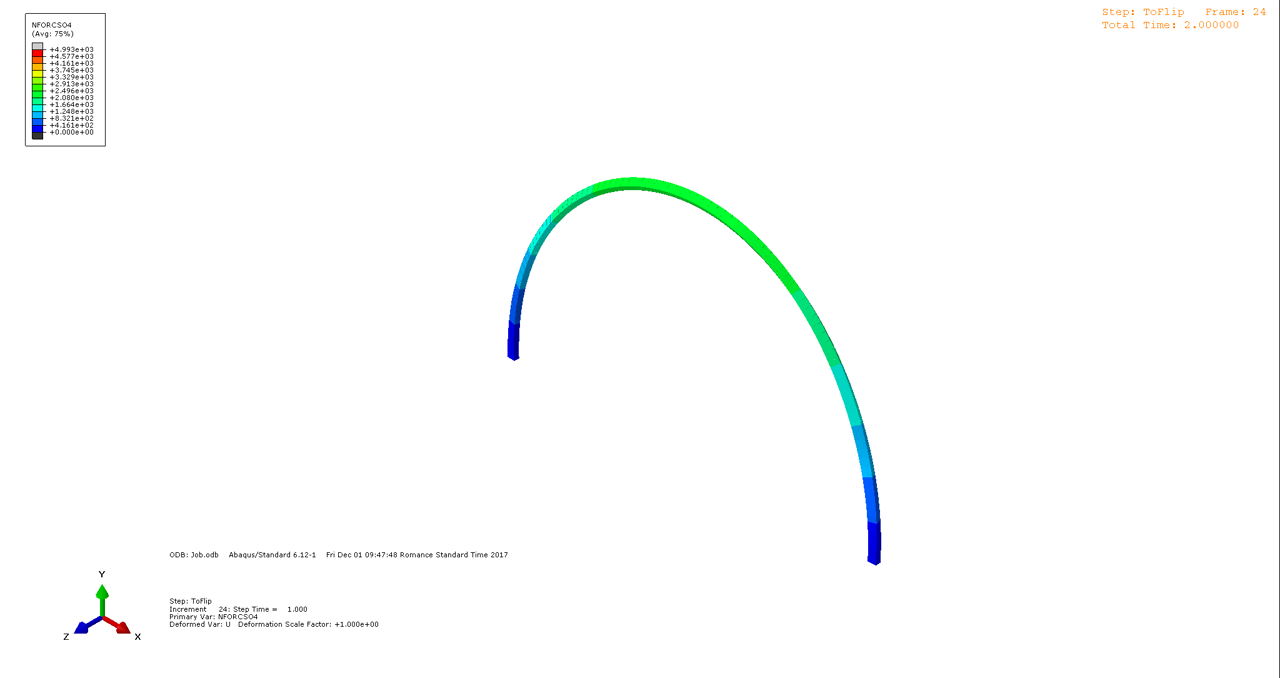 NFORCSO4
(Avg: 75%)
+4.993e+03
+4.577e+03
+4.161e+03
+3.745e+03
+3.329e+03
+2.913e+03
+2.496e+03
+2.080e+03
+1.664e+03
+1.248e+03
+8.321e+02
+4.161e+02
+0.000e+00
Step: ToFlip Frame: 24
Total Time: 2.000000
ODB: Job.odb Abaqus/Standard 6.12-1 Fri Dec 01 09:47:48 Romance Standard Time 2017
Y
Z
X
Step: ToFlip
Increment 24: Step Time = 1.000
Primary Var: NFORCSO4
Deformed Var: U Deformation Scale Factor: +1.000e+00